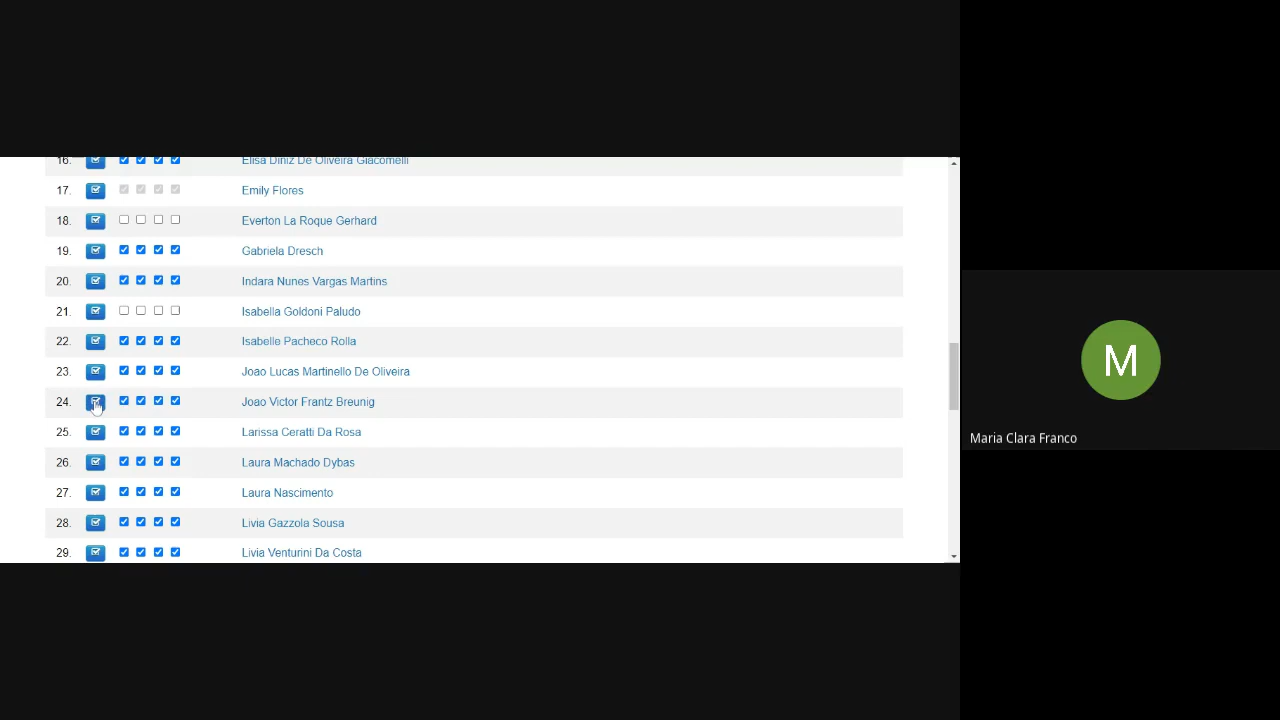 16. Elisa Diniz De Oliveira Giacomelli
17. Emily Flores
18. Everton La Roque Gerhard
19. Gabriela Dresch
20. Indara Nunes Vargas Martins
21. Isabella Goldoni Paludo
22. Isabelle Pacheco Rolla
23. Joao Lucas Martinello De Oliveira
24. Joao Victor Frantz Breunig
25. Larissa Ceratti Da Rosa
26. Laura Machado Dybas
27. Laura Nascimento
28. Livia Gazzola Sousa
29. Livia Venturini Da Costa
M
Maria Clara Franco